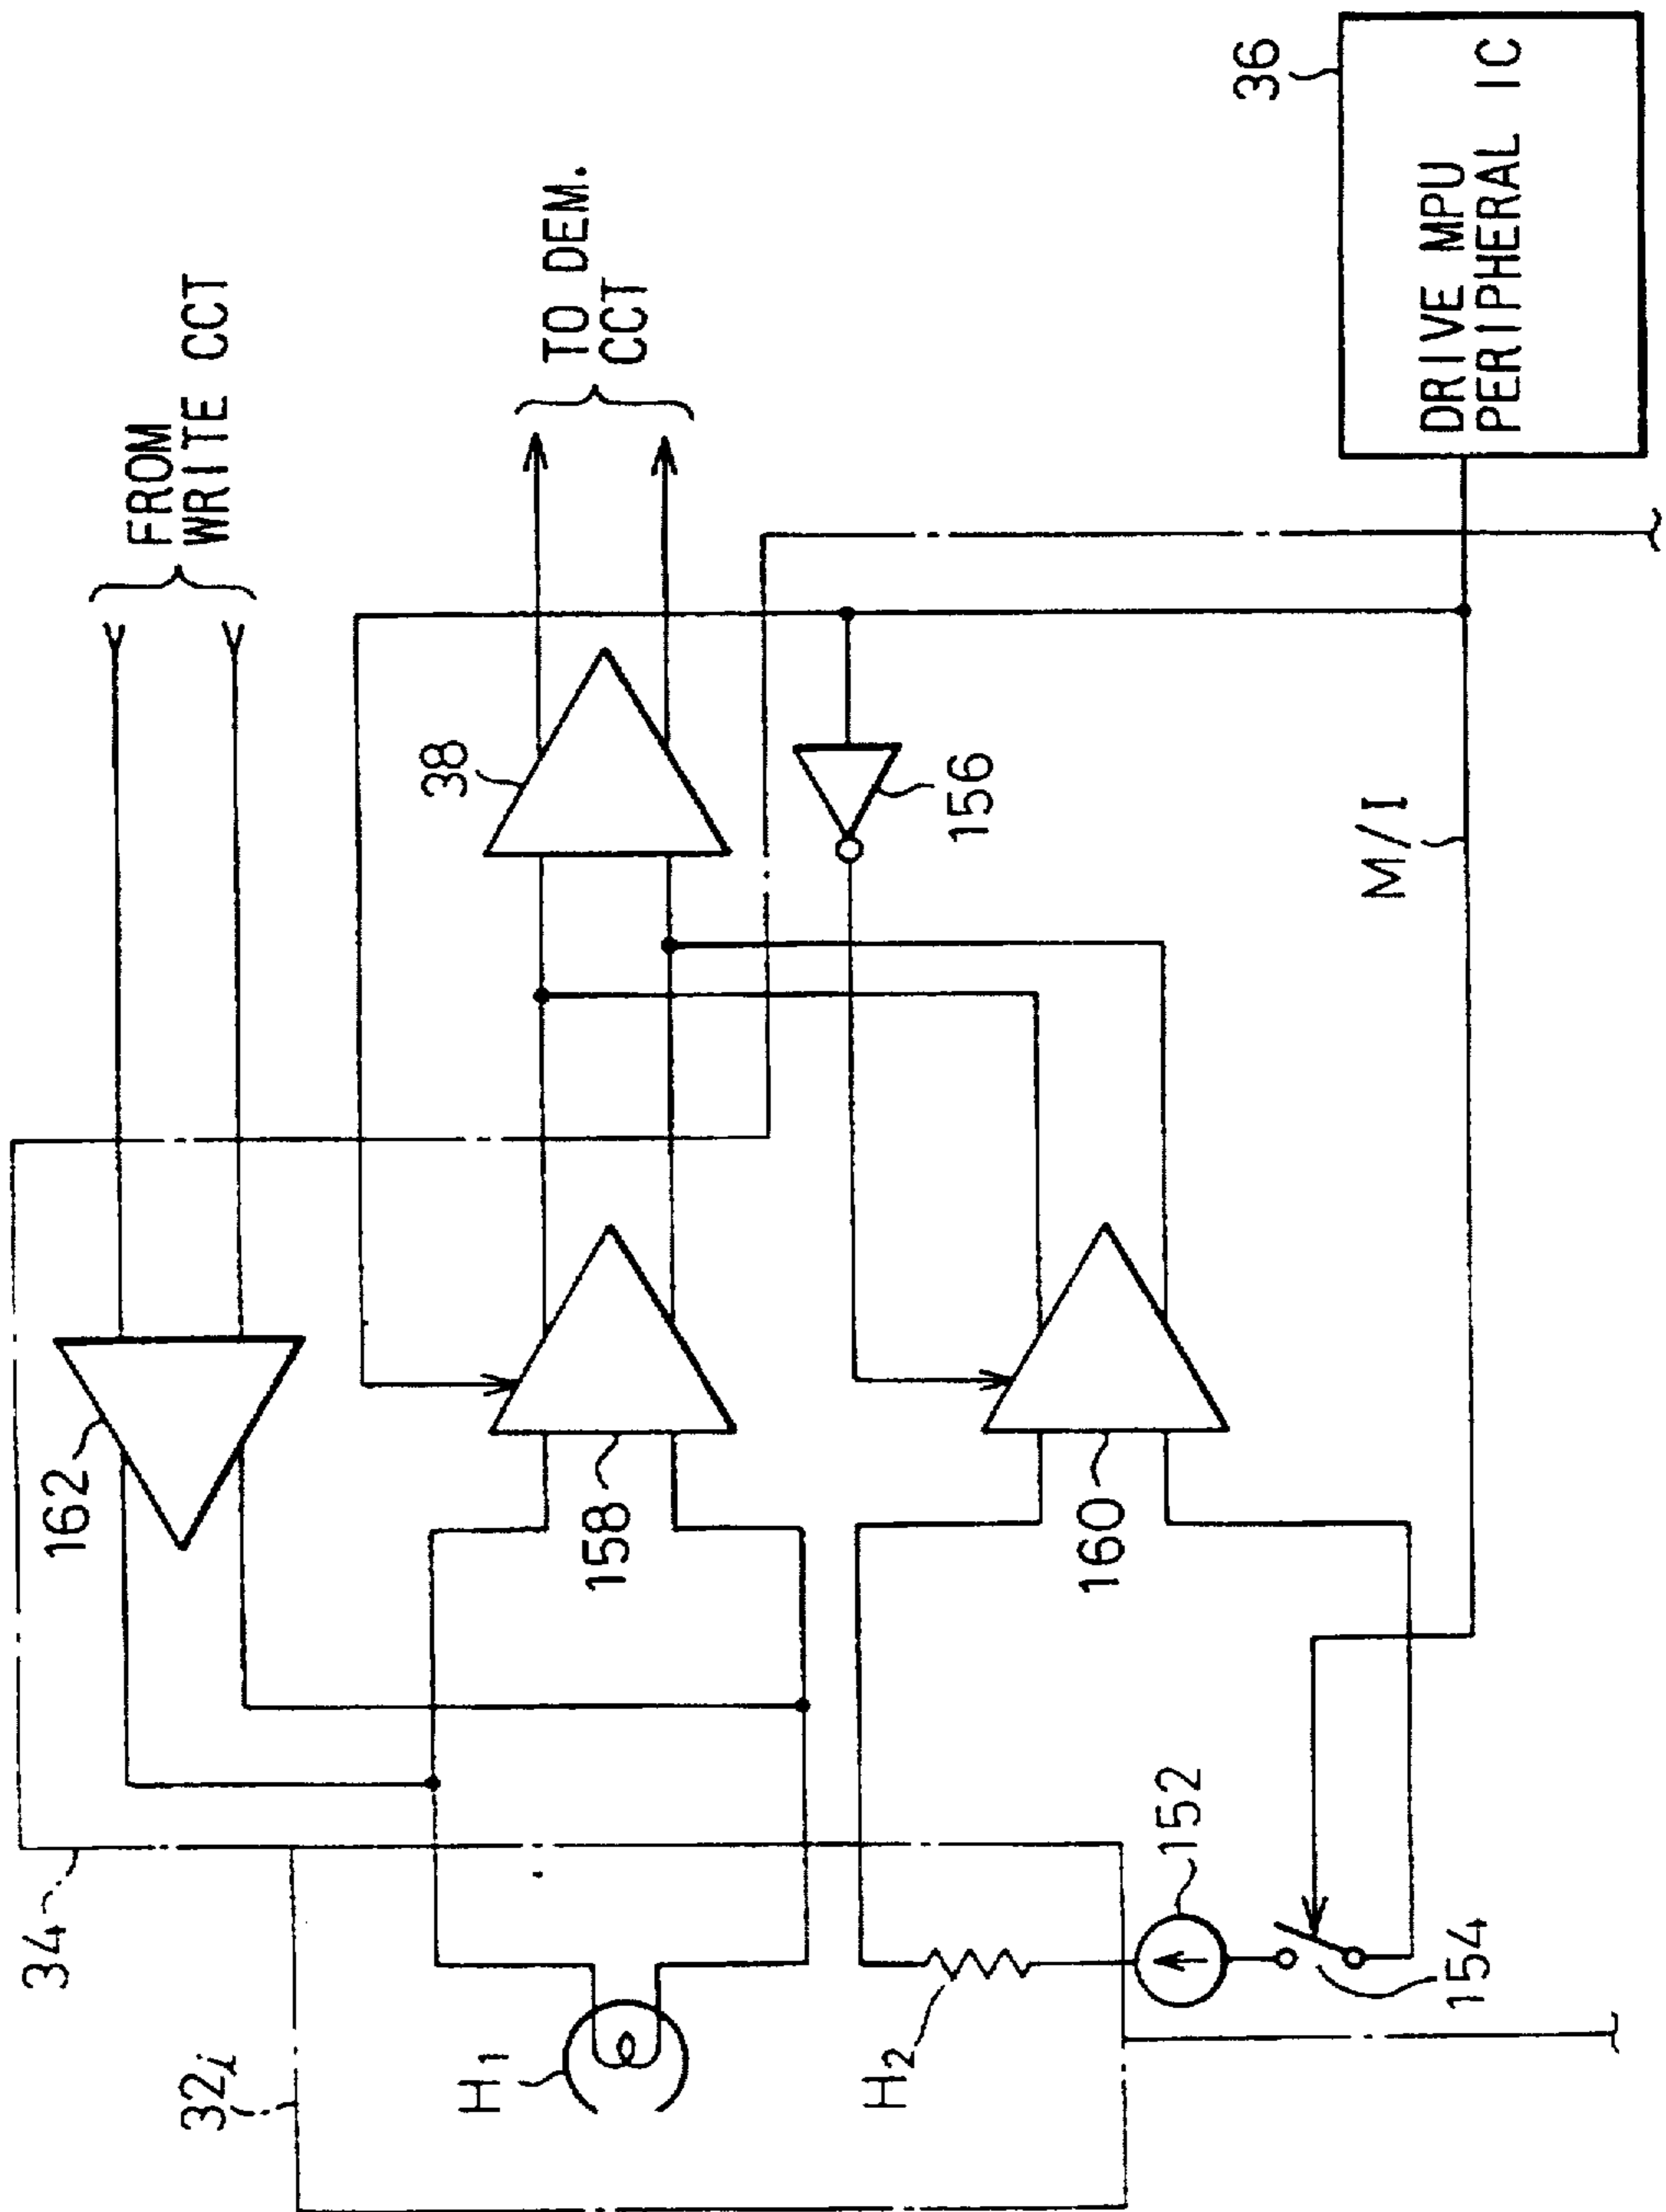 34
32i
162
FROM
WRITE CCT
H1
158
38
TO DEM.
CCT
H2
160
156
152
154
M/I
36
DRIVE MPU
PERIPHERAL IC